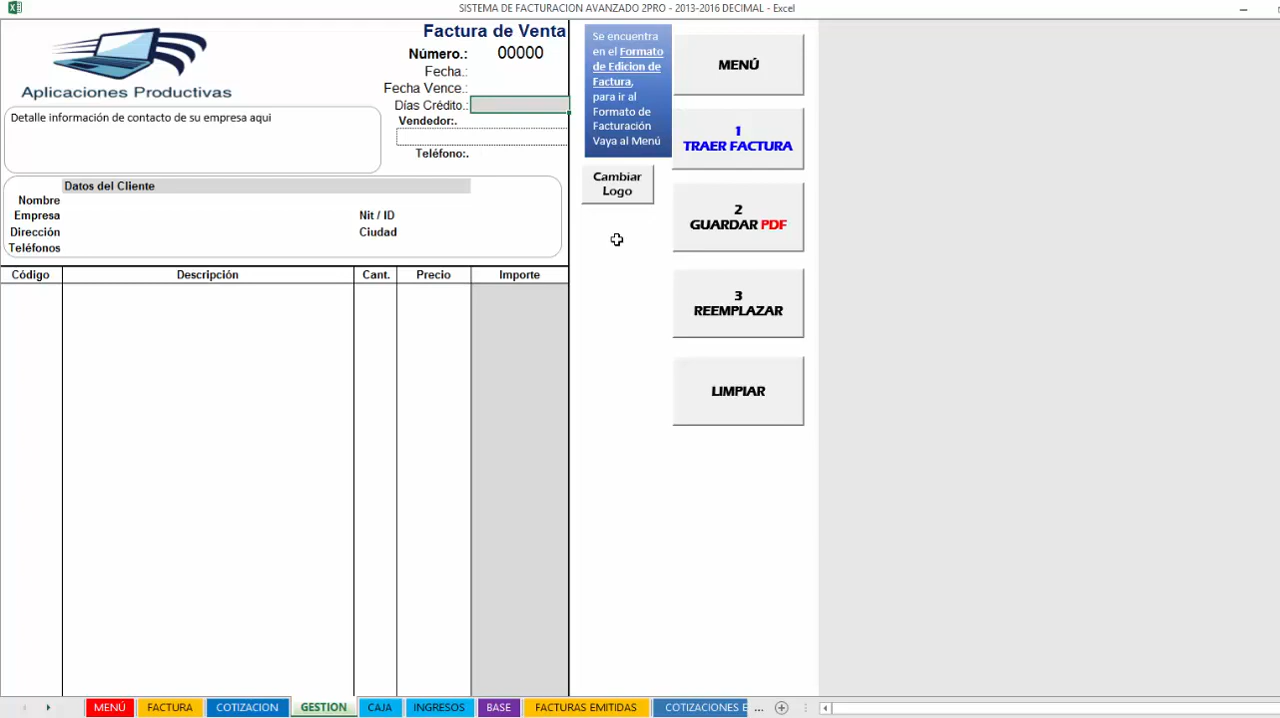 SISTEMA DE FACTURACION AVANZADO 2PRO - 2013-2016 DECIMAL - Excel
Aplicaciones Productivas
Factura de Venta
Número.: 00000
Fecha.:
Fecha Vence.:
Días Crédito.:
Vendedor:.
Teléfono:.
Detalle información de contacto de su empresa aqui
Datos del Cliente
Nombre
Empresa Nit / ID
Dirección Ciudad
Teléfonos
Código Descripción Cant. Precio Importe
Se encuentra
en el Formato
de Edicion de
Factura,
para ir al
Formato de
Facturación
Vaya al Menú
Cambiar
Logo
MENÚ
1
TRAER FACTURA
2
GUARDAR PDF
3
REEMPLAZAR
LIMPIAR
MENÚ FACTURA COTIZACION GESTION CAJA INGRESOS BASE FACTURAS EMITIDAS COTIZACIONES E ...